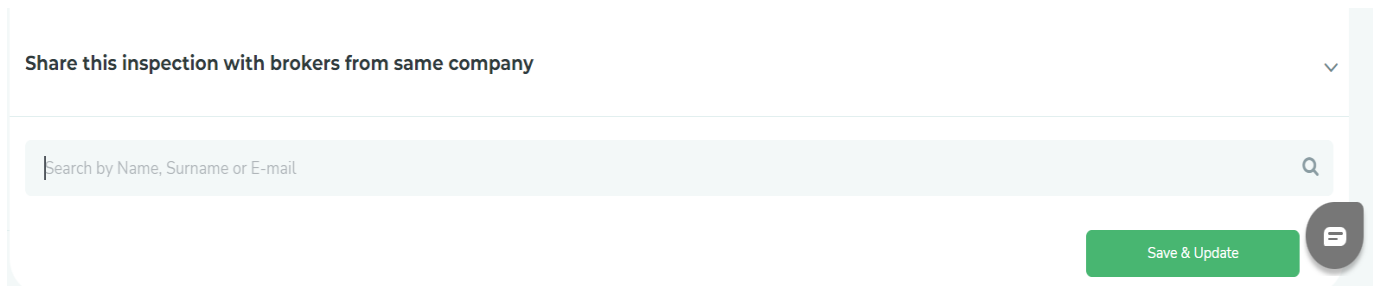 Share this inspection with brokers from same company
Search by Name, Surname or E-mail
Save & Update